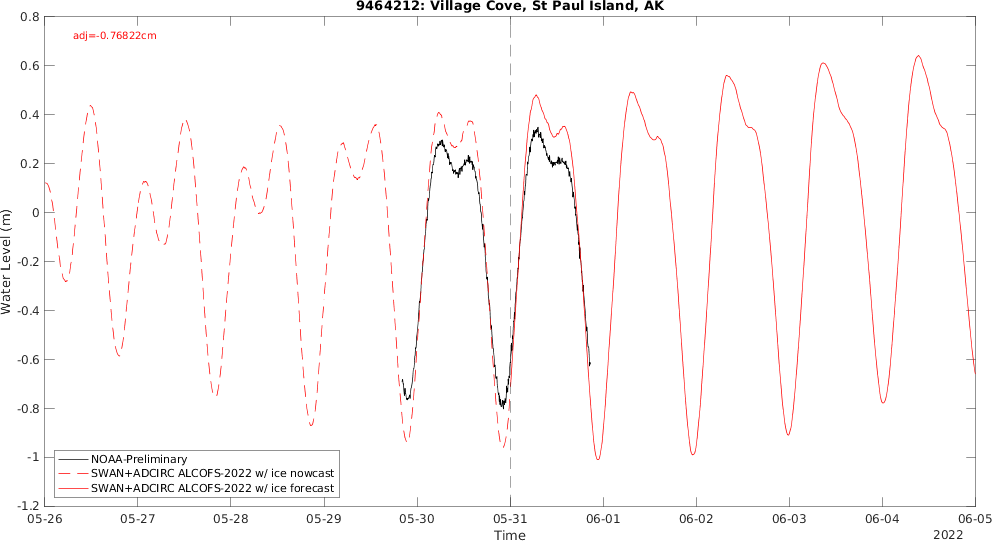 9464212: Village Cove, St Paul Island, AK
adj=-0.76822cm
0.8
0.6
0.4
0.2
0
-0.2
-0.4
-0.6
-0.8
-1
-1.2
Water Level (m)
NOAA-Preliminary
SWAN+ADCIRC ALCOFS-2022 w/ ice nowcast
SWAN+ADCIRC ALCOFS-2022 w/ ice forecast
05-26 05-27 05-28 05-29 05-30 05-31 06-01 06-02 06-03 06-04 06-05
Time
2022